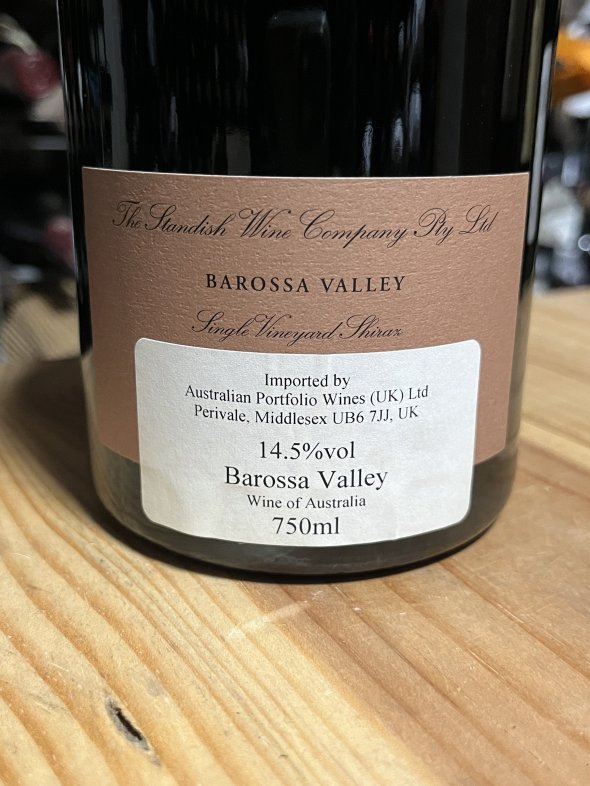 The Standish Wine Company Pty Ltd
BAROSSA VALLEY
Single Vineyard Shiraz
Imported by
Australian Portfolio Wines (UK) Ltd
Perivale, Middlesex UB6 7JJ, UK
14.5%vol
Barossa Valley
Wine of Australia
750ml